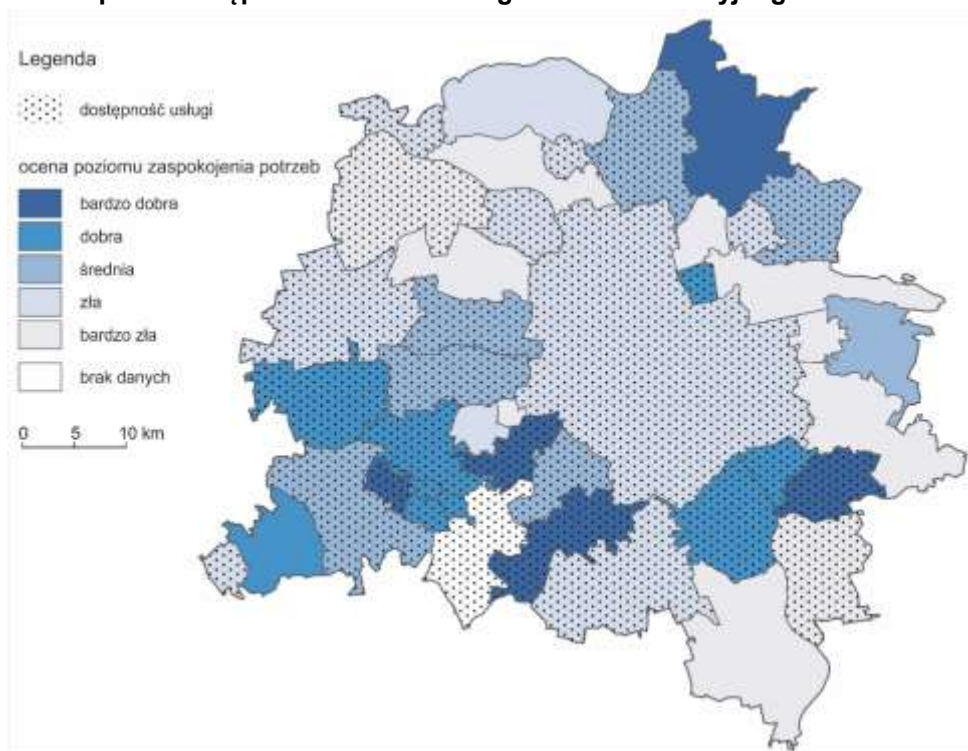 Legenda
dostępność usługi
ocena poziomu zaspokojenia potrzeb
bardzo dobra
dobra
średnia
zła
bardzo zła
brak danych
0 5 10 km